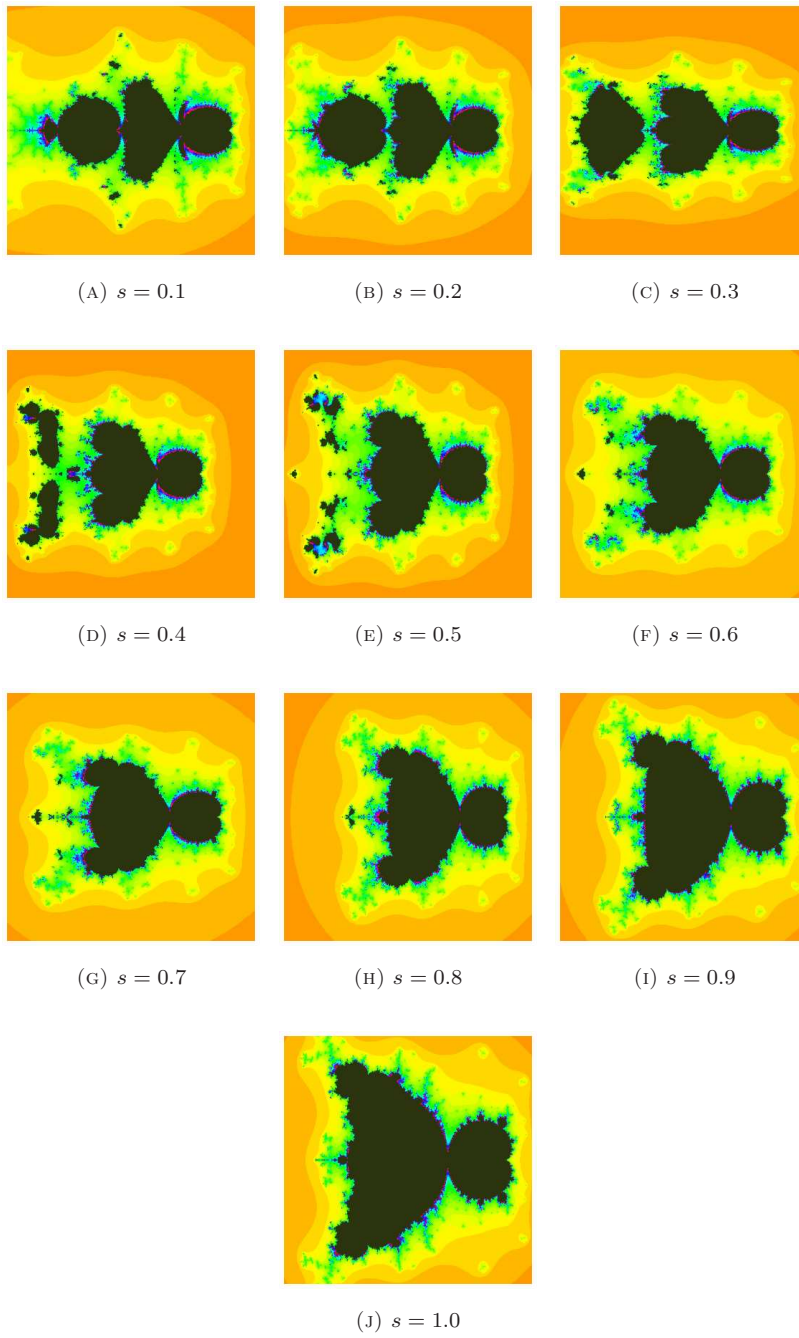 (A) s = 0.1
(B) s = 0.2
(C) s = 0.3
(D) s = 0.4
(E) s = 0.5
(F) s = 0.6
(G) s = 0.7
(H) s = 0.8
(I) s = 0.9
(J) s = 1.0